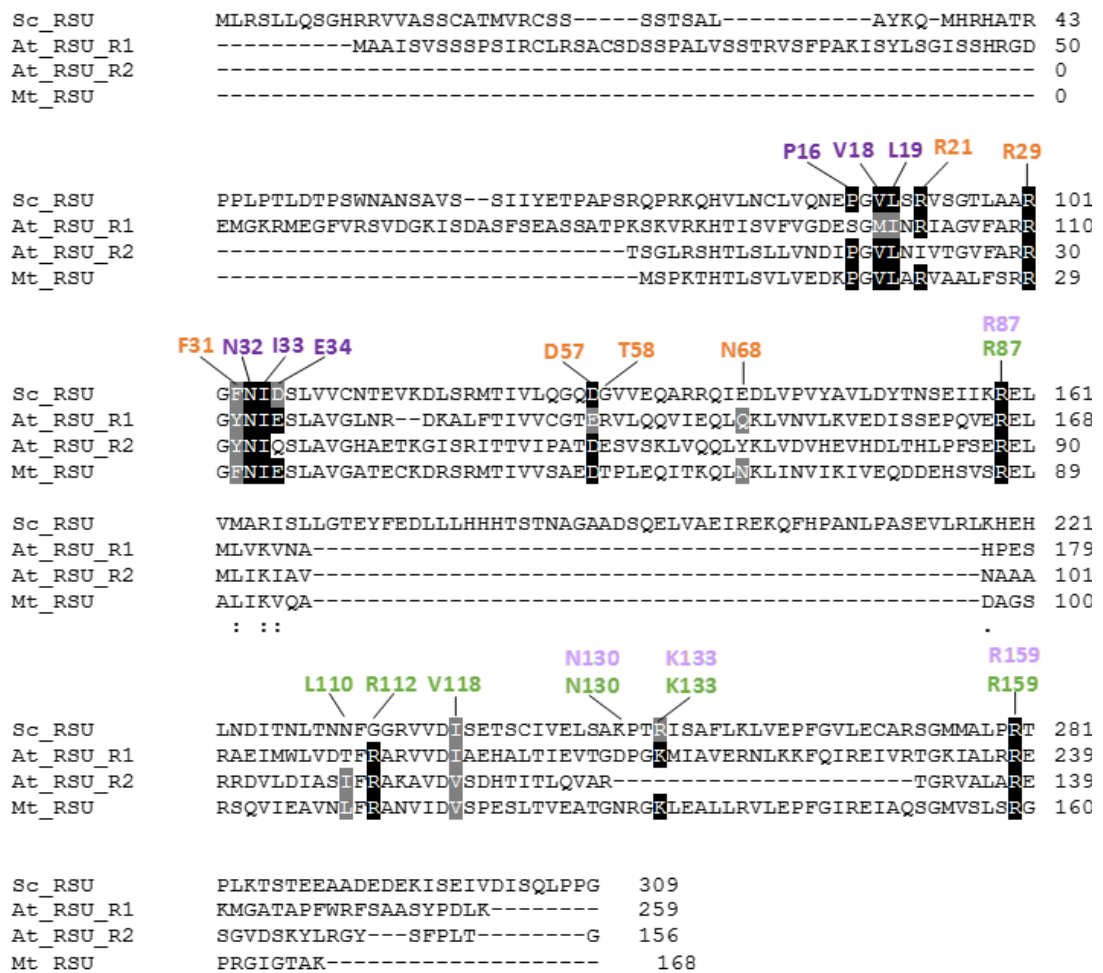 Sc_RSU MLRSLLQSGHRRVVASSCATMVRCSS-----SSTSAL-----------AYKQ-MHRHATR 43
At_RSU_R1 ----------MAAISVSSSPSIRCLRSACSDSSPALVSSTRVSFPAKISYLSGISSHRGD 50
At_RSU_R2 ------------------------------------------------------------ 0
Mt_RSU ------------------------------------------------------------ 0
P16 V18 L19 R21 R29
Sc_RSU PPLPTLDTPSWNANSAVS--SIIYETPAPSRQPRKQHVLNCLVQNEPGVLSRVSGTLAAR 101
At_RSU_R1 EMGKRMEGFVRSVDGKISDASFSEASSATPKSKVRKHTISVFVGDESGMINRIAGVFARR 110
At_RSU_R2 ------------------------------TSGLRSHTLSLLVNDIPGVLNIVTGVFARR 30
Mt_RSU -------------------------------MSPKTHTLSVLVEDKPGVLARVAALFSRR 29
R87
F31 N32 I33 E34 D57 T58 N68 R87
Sc_RSU GFNIDSLVVCNTEVKDLSRMTIVLQGQDGVVEQARRQIEDLVPVYAVLDYTNSEIIKREL 161
At_RSU_R1 GYNIESLAVGLNR--DKALFTIVVCGTERVLQQVIEQLQKLVNVLKVEDISSEPQVEREL 168
At_RSU_R2 GYNIQSLAVGHAETKGISRITTVIPATDESVSKLVQQLYKLVDVHEVHDLTHLPFSEREL 90
Mt_RSU GFNIESLAVGATECKDRSRMTIVVSAEDTPLEQITKQLNKLINVIKIVEQDDEHSVSREL 89
Sc_RSU VMARISLLGTEYFEDLLLHHHTSTNAGAADSQELVAEIREKQFHPANLPASEVLRLKHEH 221
At_RSU_R1 MLVKVNA-------------------------------------------------HPES 179
At_RSU_R2 MLIKIAV-------------------------------------------------NAAA 101
Mt_RSU ALIKVQA-------------------------------------------------DAGS 100
: :: .
N130 K133 R159
L110 R112 V118 N130 K133 R159
Sc_RSU LNDITNLTNNFGGRVVDISETSCIVELSAKPTRISAFLKLVEPFGVLECARSGMMALPRT 281
At_RSU_R1 RAEIMWLVDTFRARVVDIAEHALTIEVTGDPGKMIAVERNLKKFQIREIVRTGKIALRRE 239
At_RSU_R2 RRDVLDIASIFRAKAVDVSDHTITLQVAR----------------------TGRVALARE 139
Mt_RSU RSQVIEAVNLFRANVIDVSPESLTVEATGNRGKLEALLRVLEPFGIREIAQSGMVSLSRG 160
Sc_RSU PLKTSTEEAADEDEKISEIVDISQLPPG 309
At_RSU_R1 KMGATAPFWRFSAASYPDLK-------- 259
At_RSU_R2 SGVDSKYLRGY---SFPLT--------G 156
Mt_RSU PRGIGTAK-------------------- 168